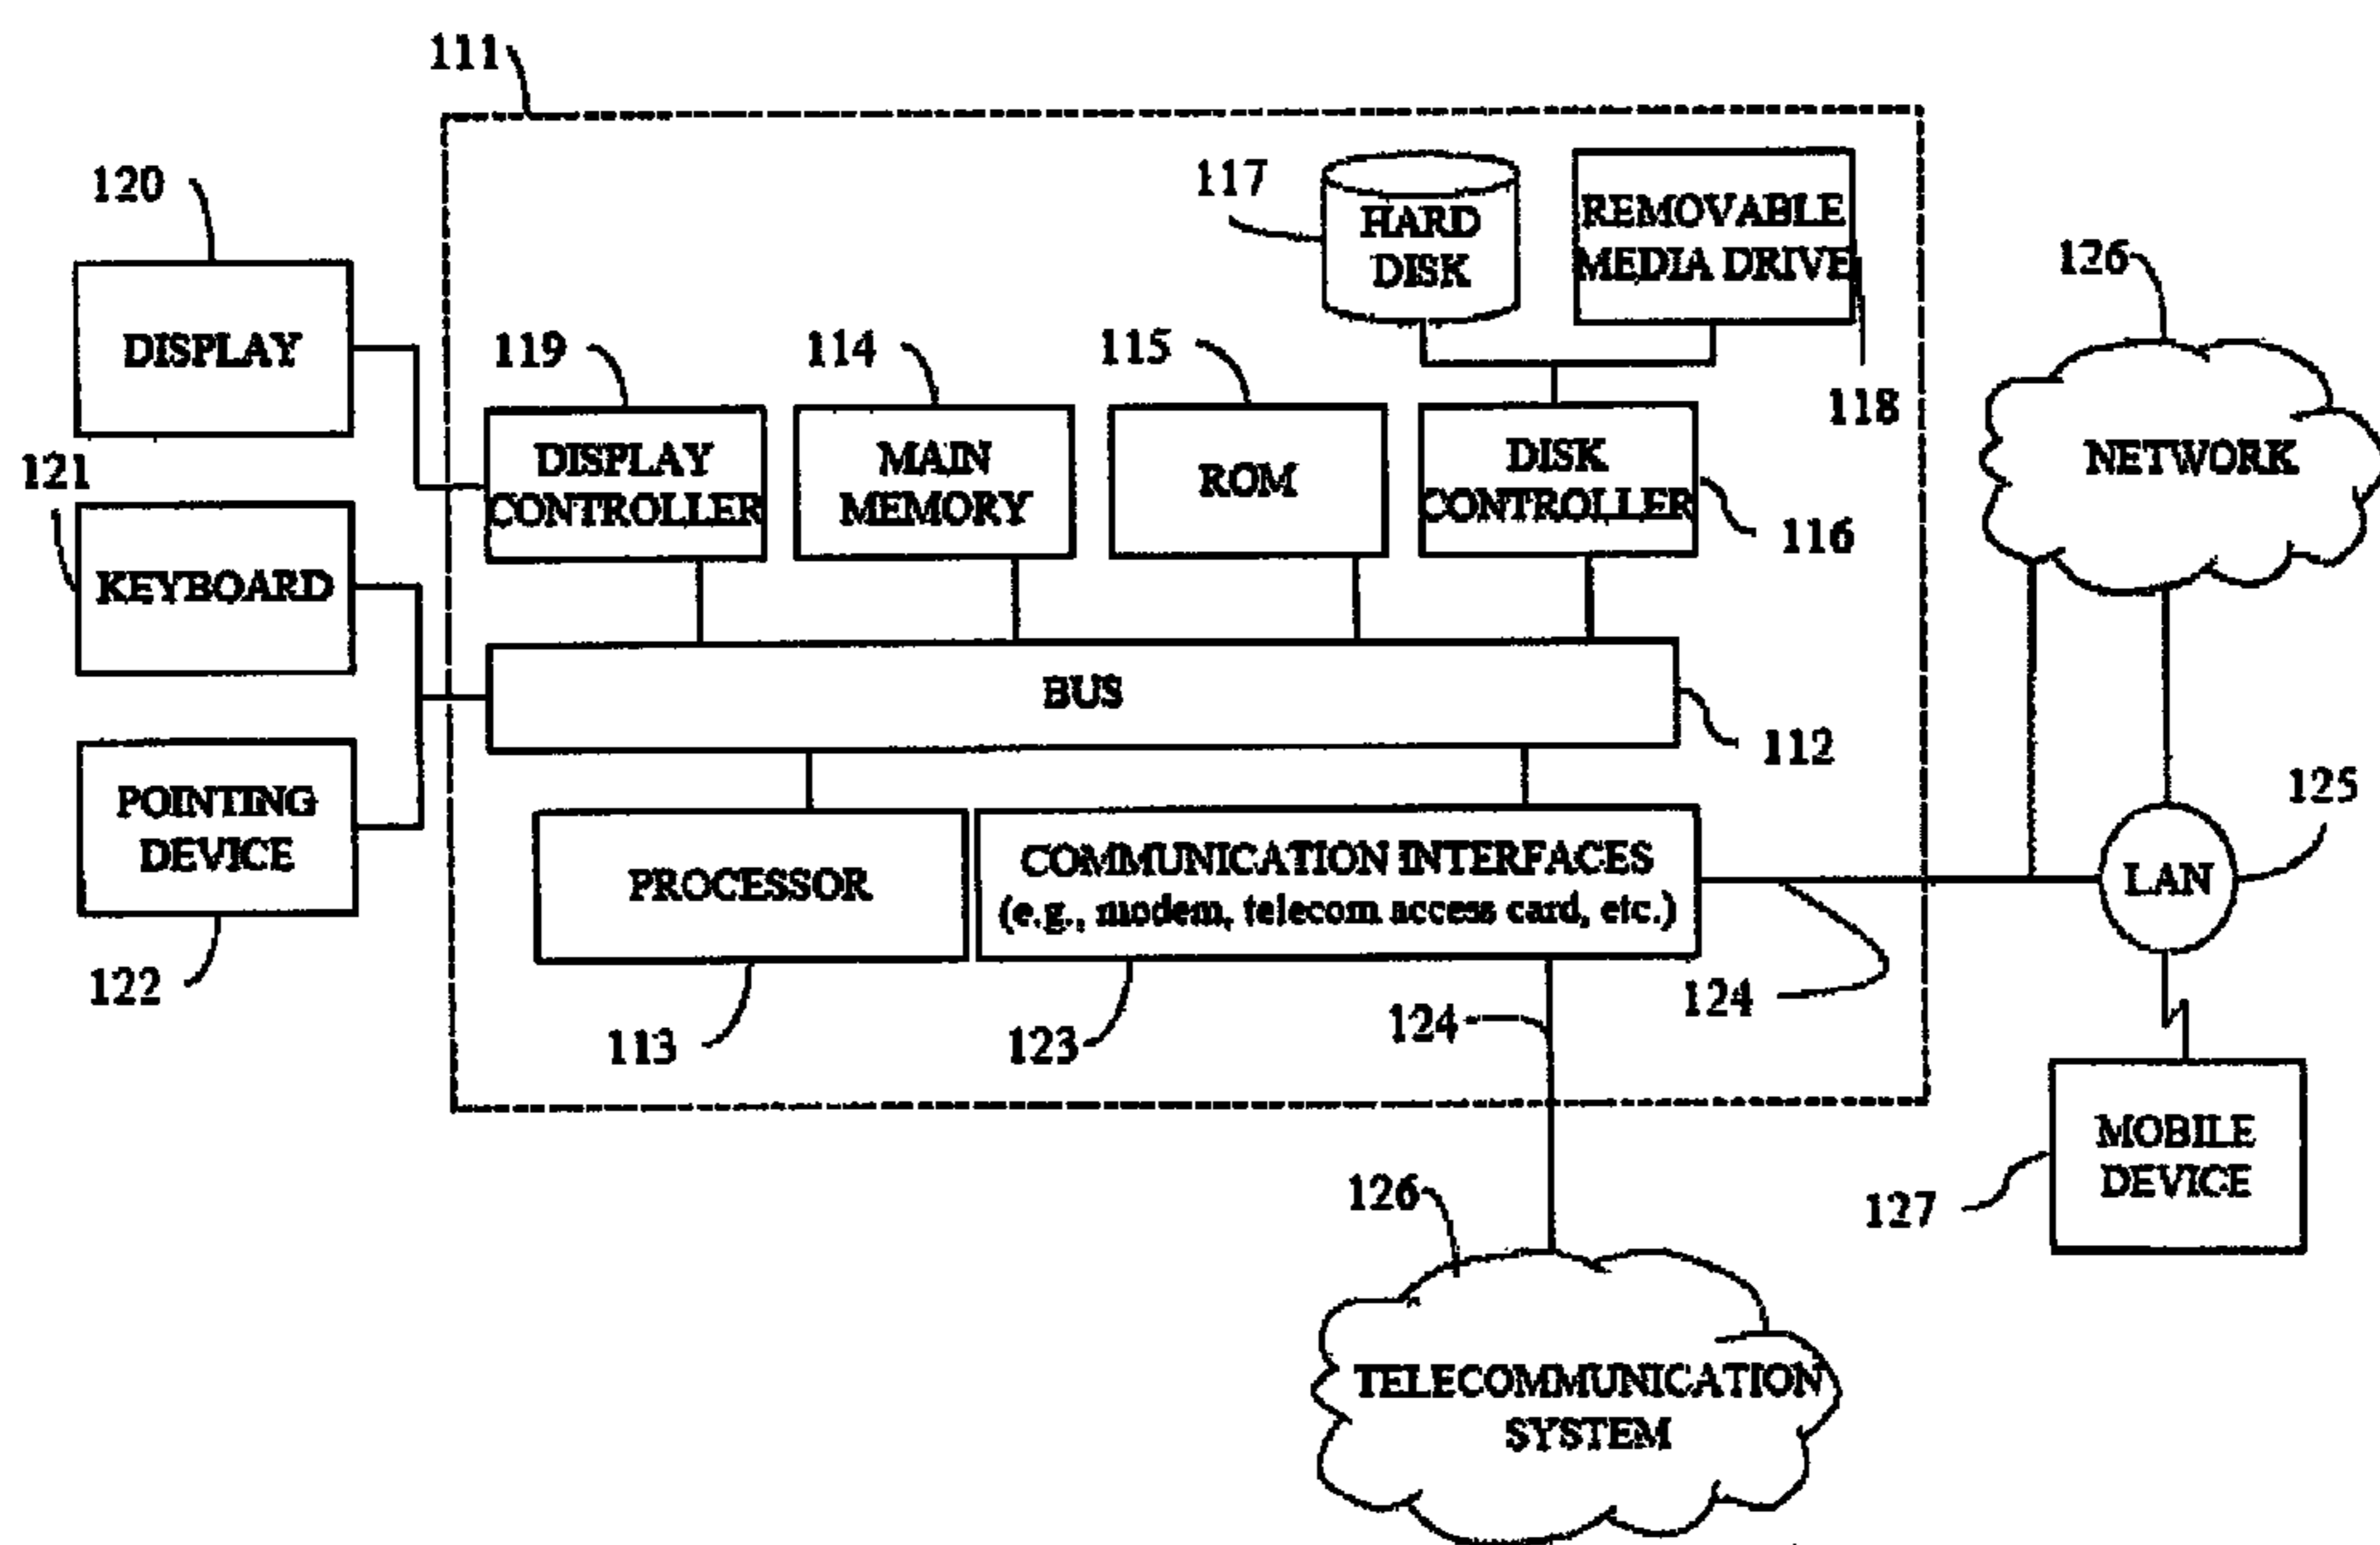 111
120
117
HARD
DISK
REMOVABLE
MEDIA DRIVE
118
126
NETWORK
DISPLAY
119
DISPLAY
CONTROLLER
114
MAIN
MEMORY
115
ROM
DISK
CONTROLLER
116
121
KEYBOARD
BUS
112
POINTING
DEVICE
122
PROCESSOR
113
COMMUNICATION INTERFACES
(e.g., modem, telecom access card, etc.)
123
124
124
LAN
125
MOBILE
DEVICE
127
126
TELECOMMUNICATION
SYSTEM